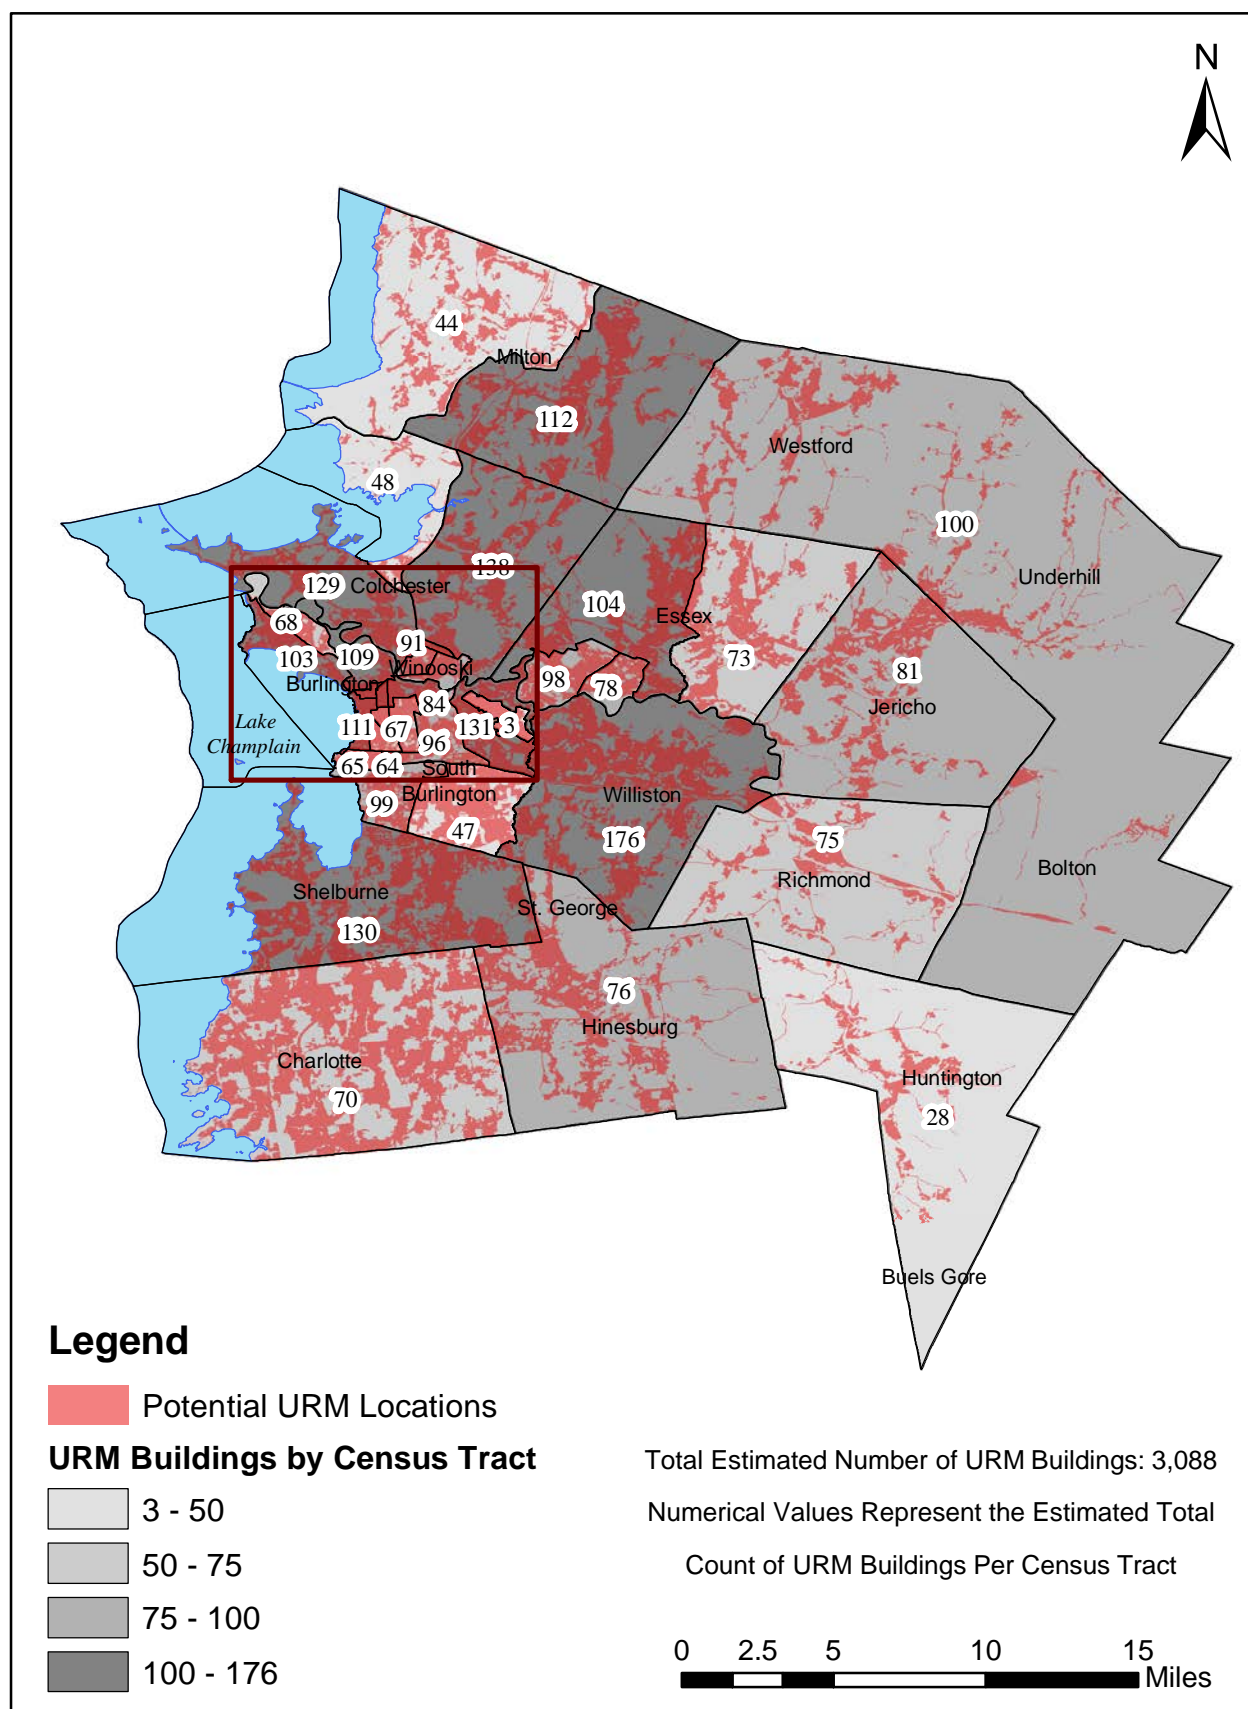 N
44
Milton
112
Westford
48
100
138
Underhill
129
Colchester
104
Essex
68
91
73
103
109
Winooski
81
98
78
Burlington
84
Jericho
Lake
Champlain
111
67
131
3
96
65
64
South
Burlington
Williston
99
47
176
75
Bolton
Richmond
Shelburne
St. George
130
76
Hinesburg
Charlotte
70
Huntington
28
Buels Gore
Legend
Potential URM Locations
URM Buildings by Census Tract
3 - 50
50 - 75
75 - 100
100 - 176
Total Estimated Number of URM Buildings: 3,088
Numerical Values Represent the Estimated Total
Count of URM Buildings Per Census Tract
0 2.5 5 10 15
Miles